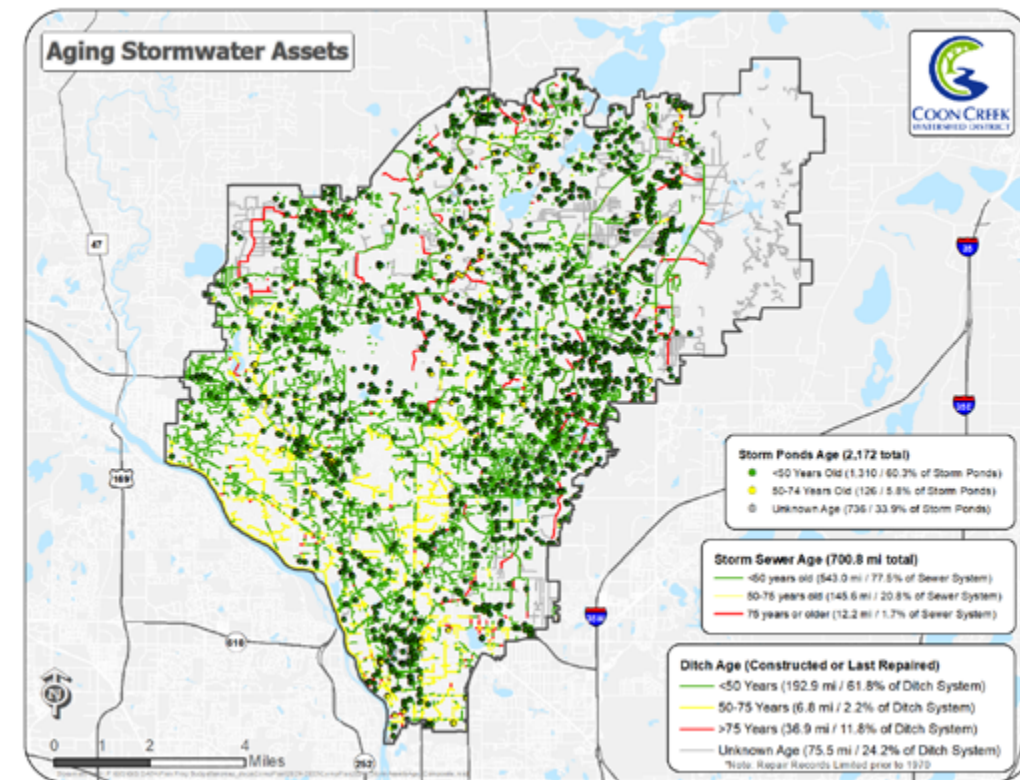 Aging Stormwater Assets
COON CREEK
WATERSHED DISTRICT
47
35
35E
169
Storm Ponds Age (2,172 total)
<50 Years Old (1,310 / 60.3% of Storm Ponds)
50-74 Years Old (126 / 5.8% of Storm Ponds)
Unknown Age (736 / 33.9% of Storm Ponds)
Storm Sewer Age (700.8 mi total)
<50 years old (543.0 mi / 77.5% of Sewer System)
50-75 years old (145.6 mi / 20.8% of Sewer System)
75 years or older (12.2 mi / 1.7% of Sewer System)
35W
610
Ditch Age (Constructed or Last Repaired)
<50 Years (192.9 mi / 61.8% of Ditch System)
50-75 Years (6.8 mi / 2.2% of Ditch System)
>75 Years (36.9 mi / 11.8% of Ditch System)
Unknown Age (75.5 mi / 24.2% of Ditch System)
*Note: Repair Records Limited prior to 1970
N
0 2 4
Miles
252